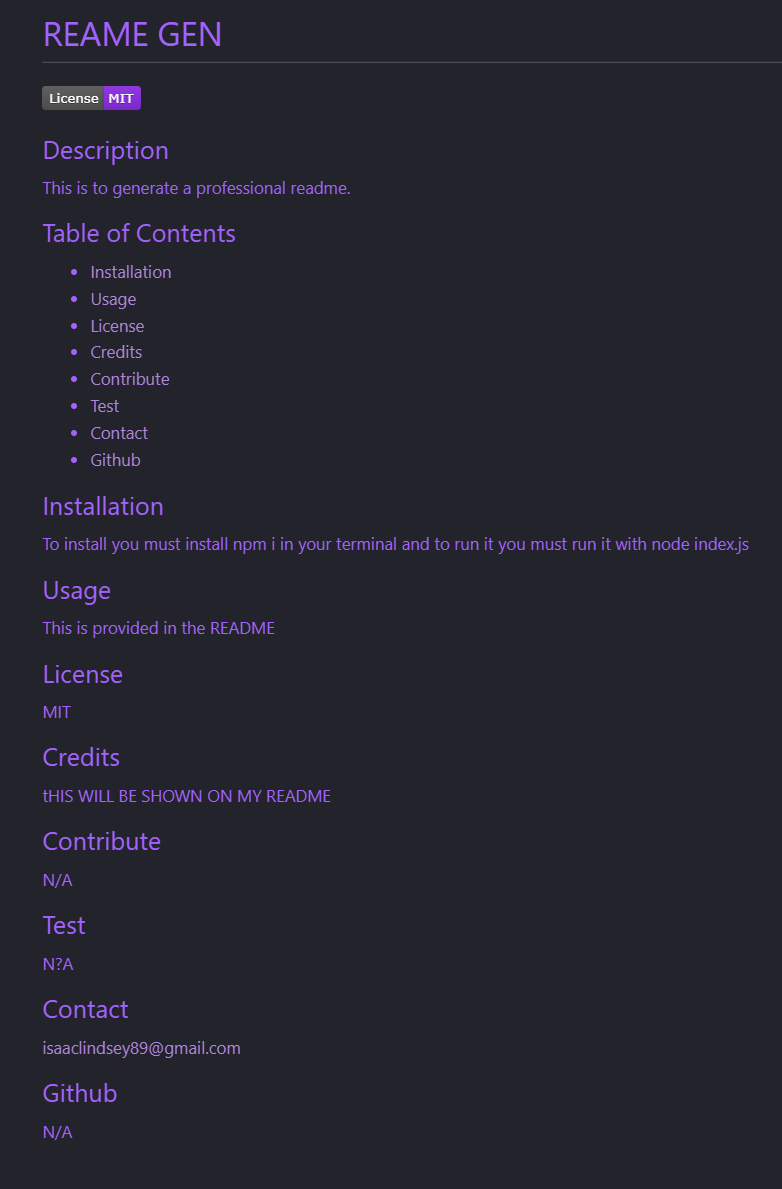 REAME GEN
License MIT
Description
This is to generate a professional readme.
Table of Contents
Installation
Usage
License
Credits
Contribute
Test
Contact
Github
Installation
To install you must install npm i in your terminal and to run it you must run it with node index.js
Usage
This is provided in the README
License
MIT
Credits
tHIS WILL BE SHOWN ON MY README
Contribute
N/A
Test
N?A
Contact
isaaclindsey89@gmail.com
Github
N/A